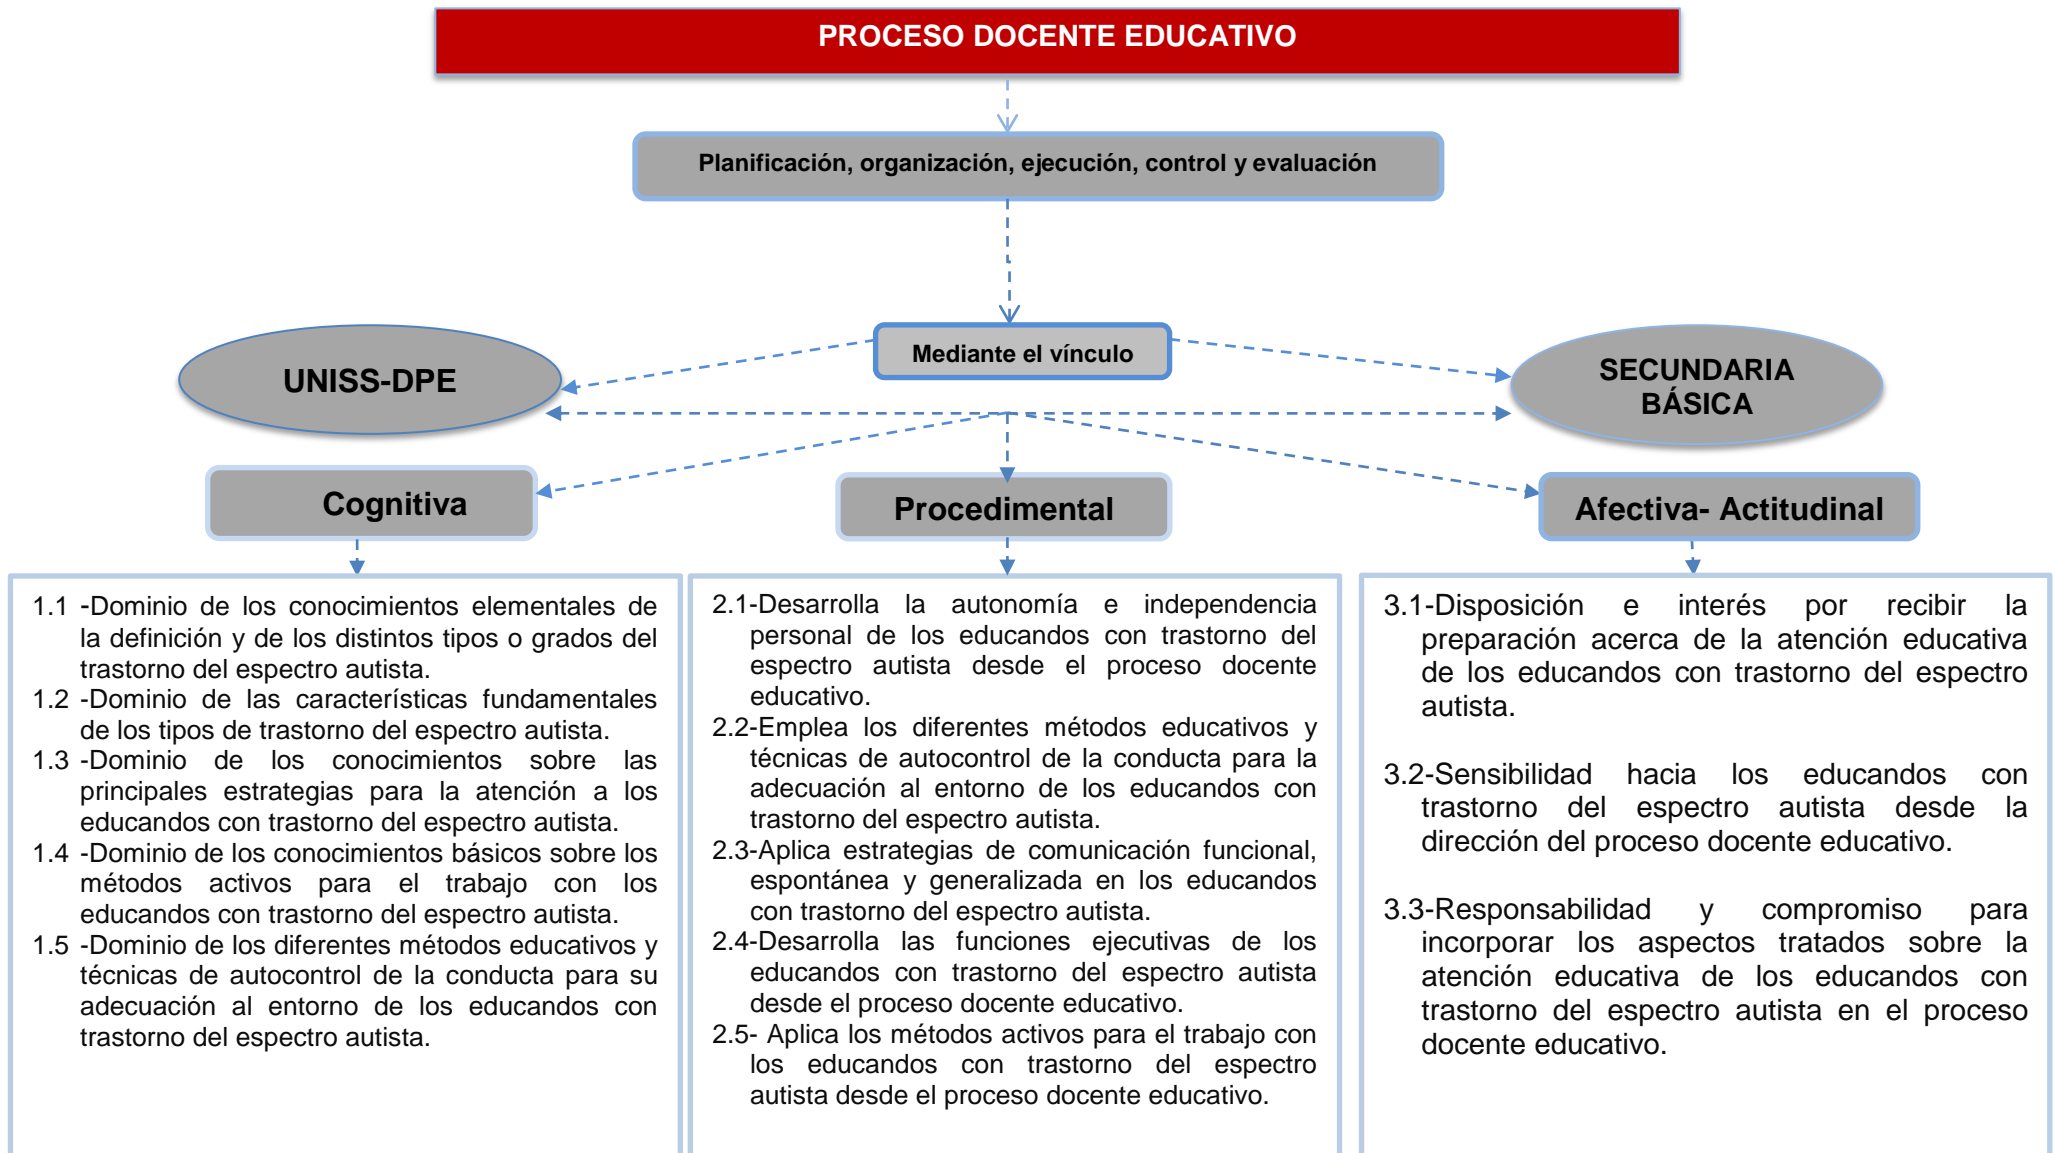 PROCESO DOCENTE EDUCATIVO
Planificación, organización, ejecución, control y evaluación
Mediante el vínculo
UNISS-DPE
SECUNDARIA
BÁSICA
Cognitiva
Procedimental
Afectiva- Actitudinal
1.1 -Dominio de los conocimientos elementales de
la definición y de los distintos tipos o grados del
trastorno del espectro autista.
1.2 -Dominio de las características fundamentales
de los tipos de trastorno del espectro autista.
1.3 -Dominio de los conocimientos sobre las
principales estrategias para la atención a los
educandos con trastorno del espectro autista.
1.4 -Dominio de los conocimientos básicos sobre los
métodos activos para el trabajo con los
educandos con trastorno del espectro autista.
1.5 -Dominio de los diferentes métodos educativos y
técnicas de autocontrol de la conducta para su
adecuación al entorno de los educandos con
trastorno del espectro autista.
2.1-Desarrolla la autonomía e independencia
personal de los educandos con trastorno del
espectro autista desde el proceso docente
educativo.
2.2-Emplea los diferentes métodos educativos y
técnicas de autocontrol de la conducta para la
adecuación al entorno de los educandos con
trastorno del espectro autista.
2.3-Aplica estrategias de comunicación funcional,
espontánea y generalizada en los educandos
con trastorno del espectro autista.
2.4-Desarrolla las funciones ejecutivas de los
educandos con trastorno del espectro autista
desde el proceso docente educativo.
2.5- Aplica los métodos activos para el trabajo con
los educandos con trastorno del espectro
autista desde el proceso docente educativo.
3.1-Disposición e interés por recibir la
preparación acerca de la atención educativa
de los educandos con trastorno del espectro
autista.
3.2-Sensibilidad hacia los educandos con
trastorno del espectro autista desde la
dirección del proceso docente educativo.
3.3-Responsabilidad y compromiso para
incorporar los aspectos tratados sobre la
atención educativa de los educandos con
trastorno del espectro autista en el proceso
docente educativo.